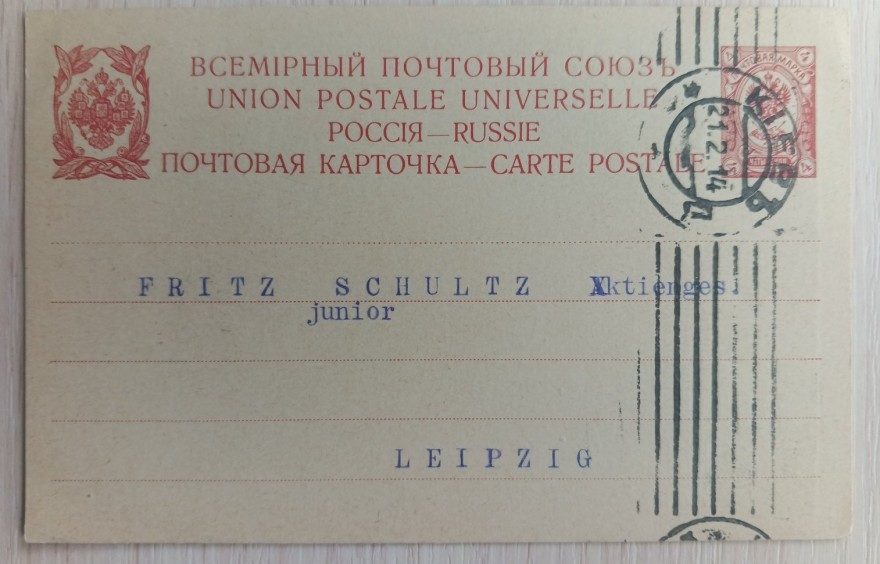 ВСЕМІРНЫЙ ПОЧТОВЫЙ СОЮЗЪ
UNION POSTALE UNIVERSELLE
РОССІЯ — RUSSIE
ПОЧТОВАЯ КАРТОЧКА — CARTE POSTALE
КІЕВЪ
21.2.14
FRITZ SCHULTZ Aktienges.
junior
LEIPZIG